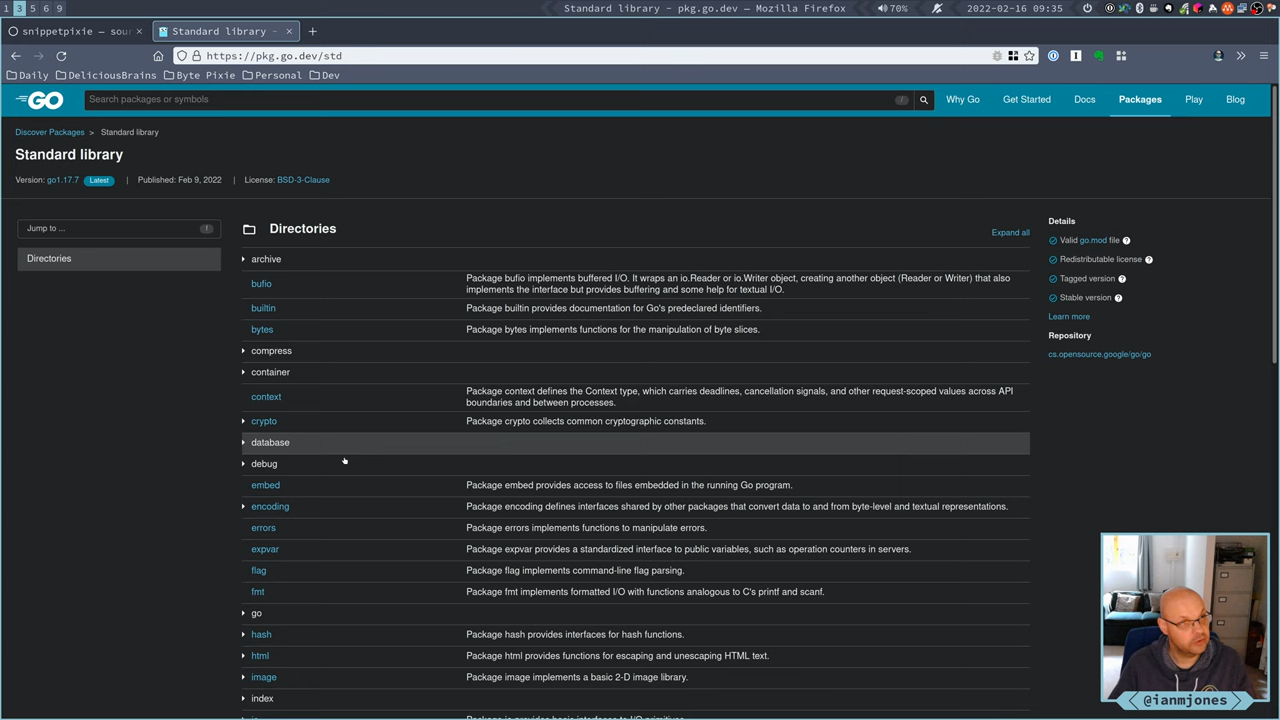 1 3 5 6 9
Standard library - pkg.go.dev — Mozilla Firefox
70%
2022-02-16 09:35
snippetpixie — sour
Standard library -
https://pkg.go.dev/std
Daily DeliciousBrains Byte Pixie Personal Dev
GO
Search packages or symbols
/
Why Go Get Started Docs Packages Play Blog
Discover Packages > Standard library
Standard library
Version: go1.17.7 Latest | Published: Feb 9, 2022 | License: BSD-3-Clause
Jump to ... f
Directories
Directories
Expand all
archive
bufio Package bufio implements buffered I/O. It wraps an io.Reader or io.Writer object, creating another object (Reader or Writer) that also
implements the interface but provides buffering and some help for textual I/O.
builtin Package builtin provides documentation for Go's predeclared identifiers.
bytes Package bytes implements functions for the manipulation of byte slices.
compress
container
context Package context defines the Context type, which carries deadlines, cancellation signals, and other request-scoped values across API
boundaries and between processes.
crypto Package crypto collects common cryptographic constants.
database
debug
embed Package embed provides access to files embedded in the running Go program.
encoding Package encoding defines interfaces shared by other packages that convert data to and from byte-level and textual representations.
errors Package errors implements functions to manipulate errors.
expvar Package expvar provides a standardized interface to public variables, such as operation counters in servers.
flag Package flag implements command-line flag parsing.
fmt Package fmt implements formatted I/O with functions analogous to C's printf and scanf.
go
hash Package hash provides interfaces for hash functions.
html Package html provides functions for escaping and unescaping HTML text.
image Package image implements a basic 2-D image library.
index
Details
Valid go.mod file ?
Redistributable license ?
Tagged version ?
Stable version ?
Learn more
Repository
cs.opensource.google/go/go
@ianmjones